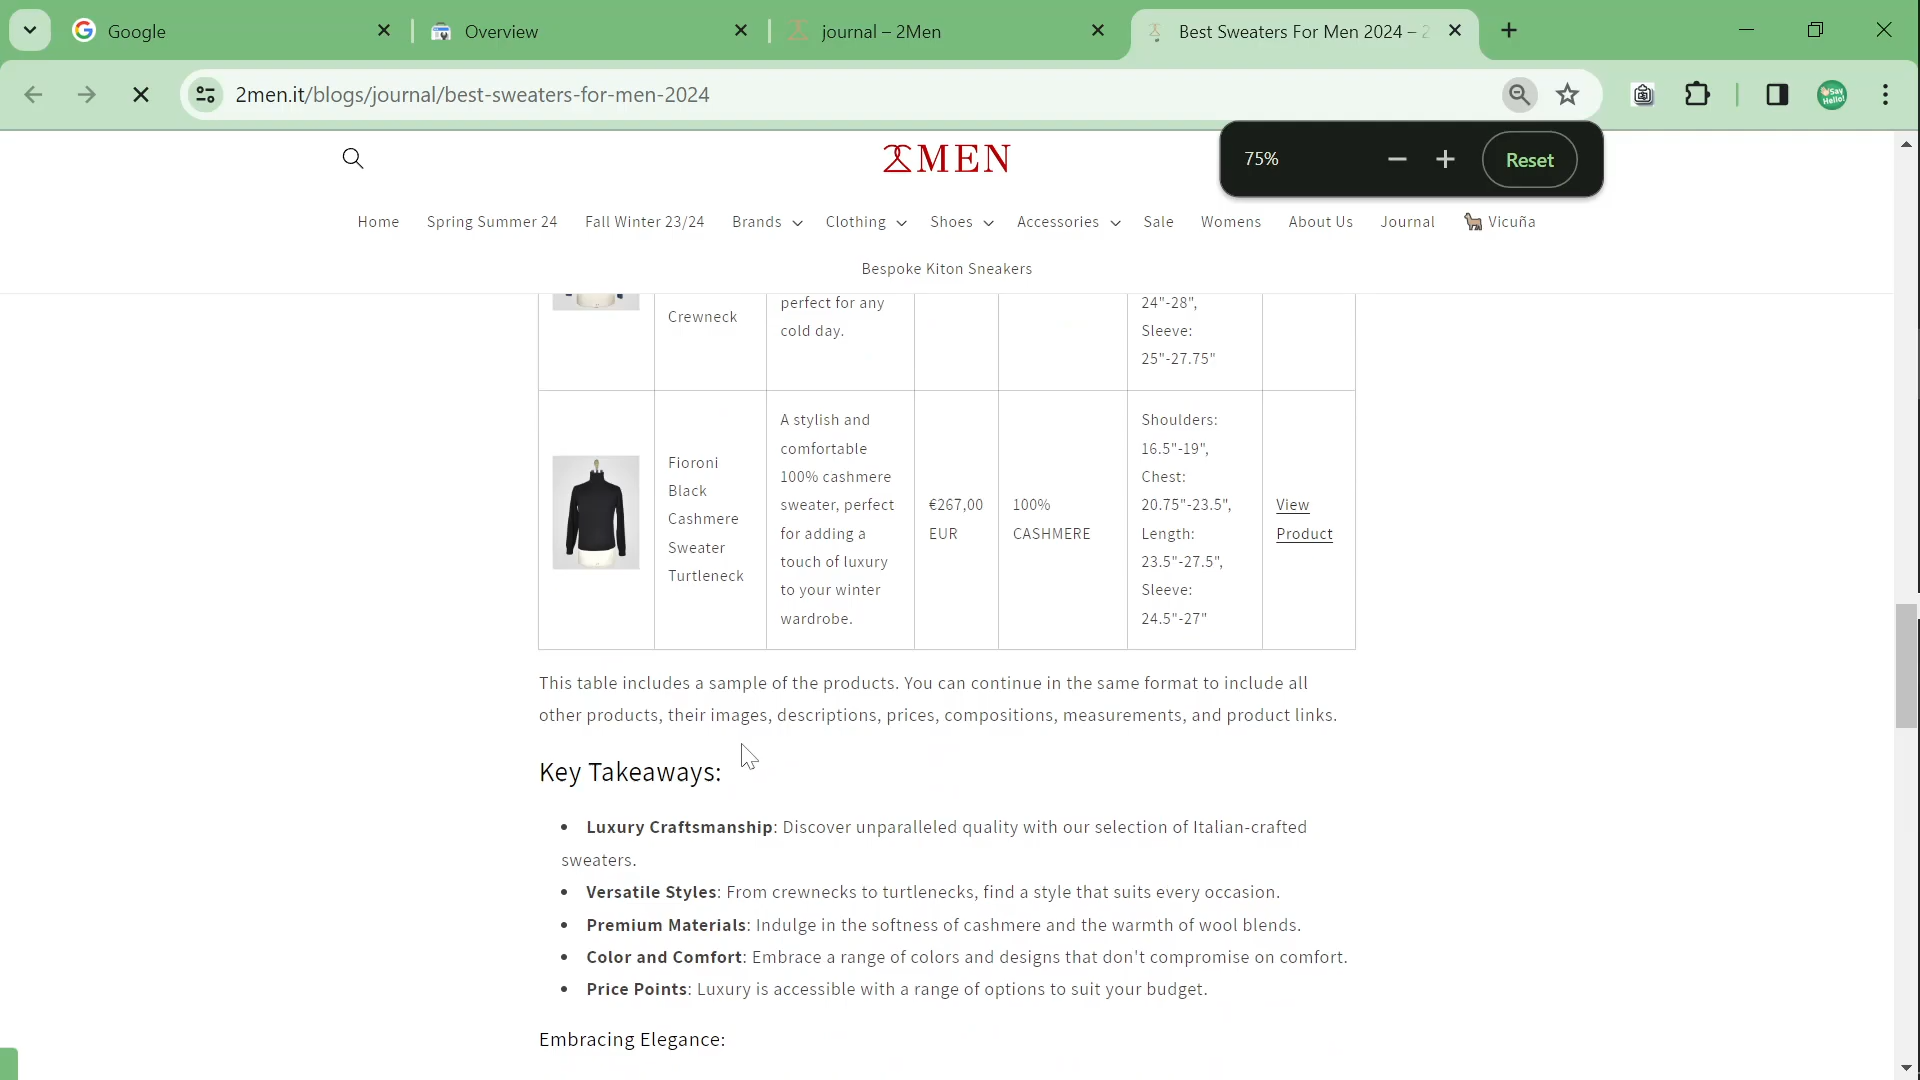 Google
Overview
journal – 2Men
Best Sweaters For Men 2024 – 2
2men.it/blogs/journal/best-sweaters-for-men-2024
Say
Hello!
2MEN
75%
Reset
Home Spring Summer 24 Fall Winter 23/24 Brands Clothing Shoes Accessories Sale Womens About Us Journal 🦙 Vicuña
Bespoke Kiton Sneakers
Crewneck
perfect for any
cold day.
24"-28",
Sleeve:
25"-27.75"
Fioroni
Black
Cashmere
Sweater
Turtleneck
A stylish and
comfortable
100% cashmere
sweater, perfect
for adding a
touch of luxury
to your winter
wardrobe.
€267,00
EUR
100%
CASHMERE
Shoulders:
16.5"-19",
Chest:
20.75"-23.5",
Length:
23.5"-27.5",
Sleeve:
24.5"-27"
View
Product
This table includes a sample of the products. You can continue in the same format to include all
other products, their images, descriptions, prices, compositions, measurements, and product links.
Key Takeaways:
• Luxury Craftsmanship: Discover unparalleled quality with our selection of Italian-crafted
sweaters.
• Versatile Styles: From crewnecks to turtlenecks, find a style that suits every occasion.
• Premium Materials: Indulge in the softness of cashmere and the warmth of wool blends.
• Color and Comfort: Embrace a range of colors and designs that don't compromise on comfort.
• Price Points: Luxury is accessible with a range of options to suit your budget.
Embracing Elegance: